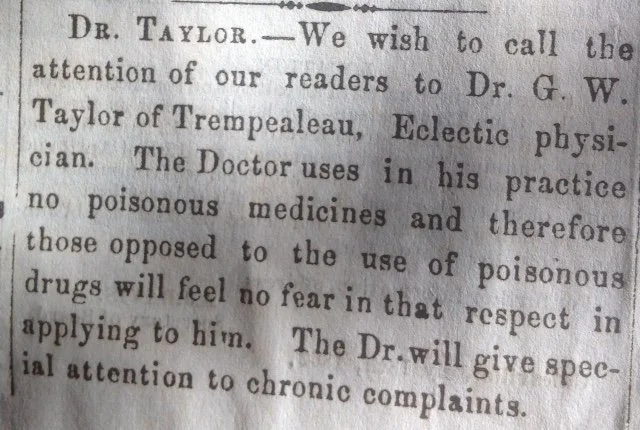 DR. TAYLOR.—We wish to call the
attention of our readers to Dr. G. W.
Taylor of Trempealeau, Eclectic physi-
cian. The Doctor uses in his practice
no poisonous medicines and therefore
those opposed to the use of poisonous
drugs will feel no fear in that respect in
applying to him. The Dr. will give spec-
ial attention to chronic complaints.